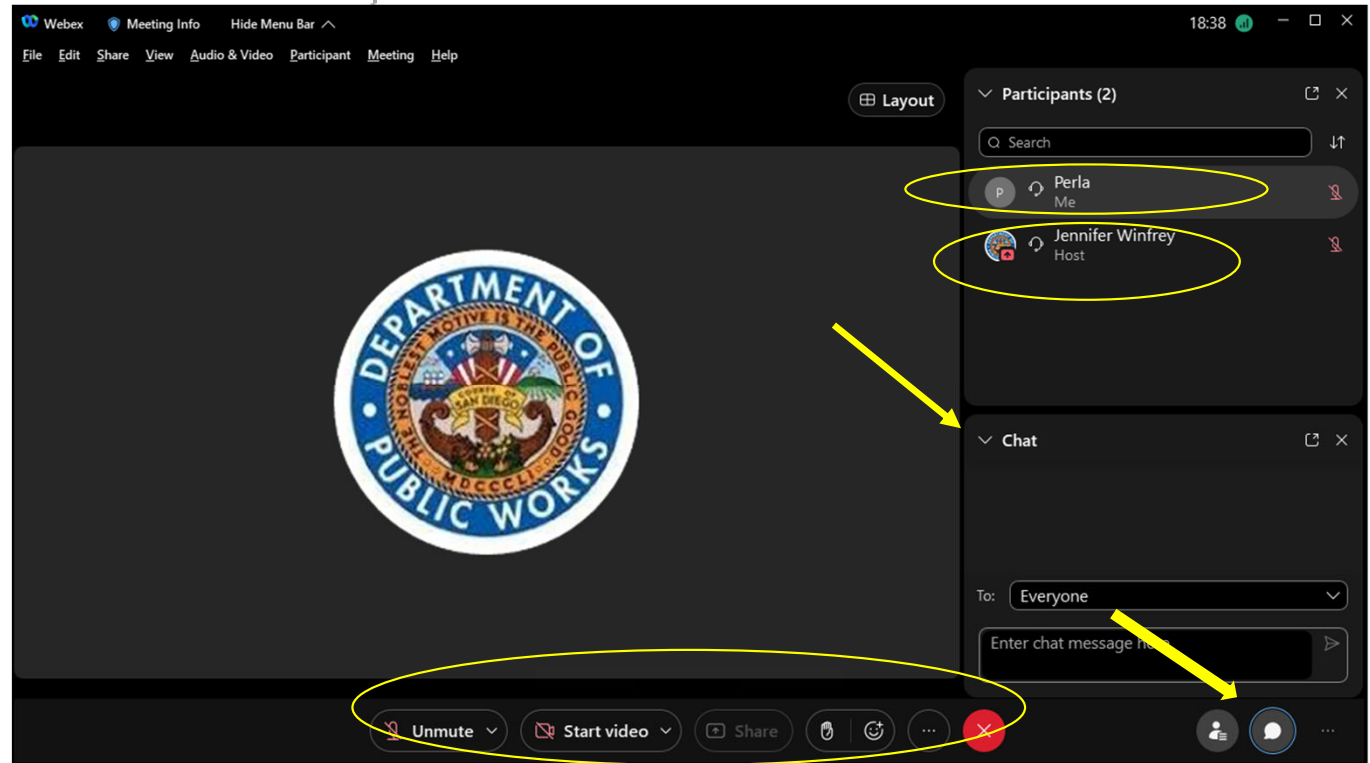 Webex Meeting Info Hide Menu Bar 18:38
File Edit Share View Audio & Video Participant Meeting Help
Layout
Participants (2)
Search
P
Perla
Me
Jennifer Winfrey
Host
DEPARTMENT OF
PUBLIC WORKS
THE NOBLEST MOTIVE IS THE PUBLIC GOOD
COUNTY OF
SAN DIEGO
MDCCCLI
Chat
To: Everyone
Enter chat message
Unmute Start video Share